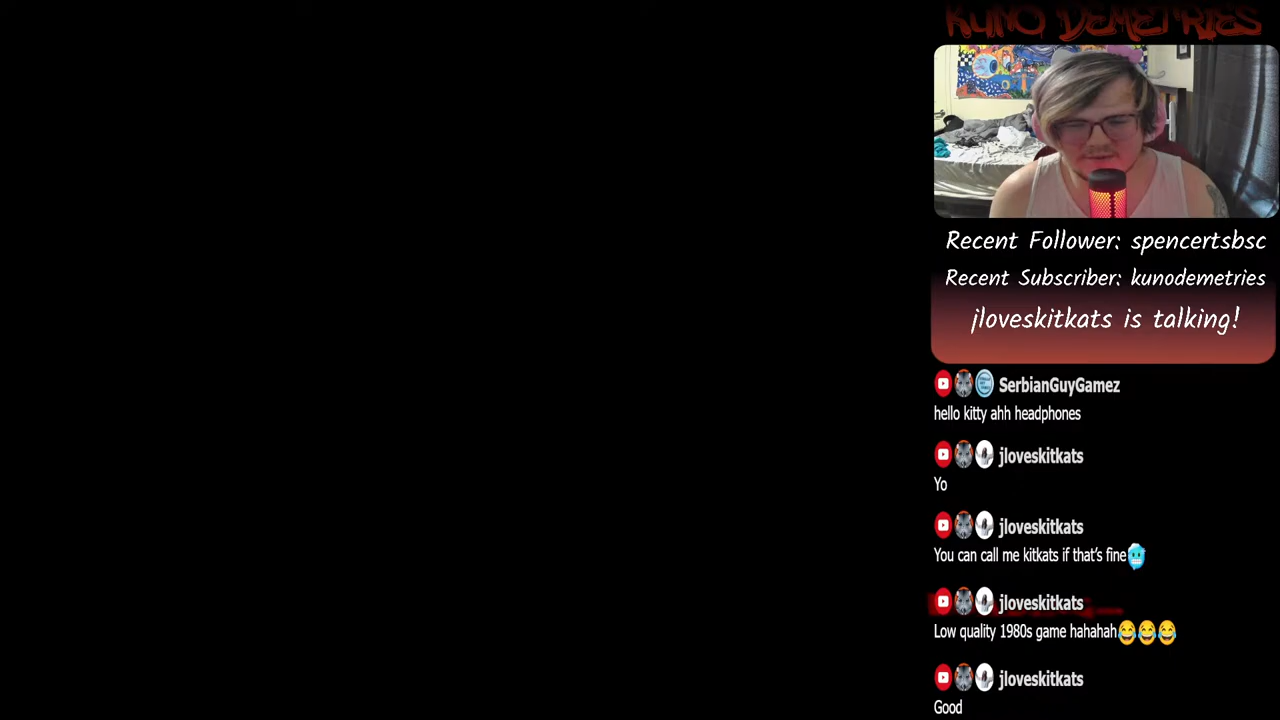 KUNO DEMETRIES
Recent Follower: spencertsbsc
Recent Subscriber: kunodemetries
jloveskitkats is talking!
SerbianGuyGamez
hello kitty ahh headphones
jloveskitkats
Yo
jloveskitkats
You can call me kitkats if that's fine🥶
jloveskitkats
Low quality 1980s game hahahah😂😂😂
jloveskitkats
Good